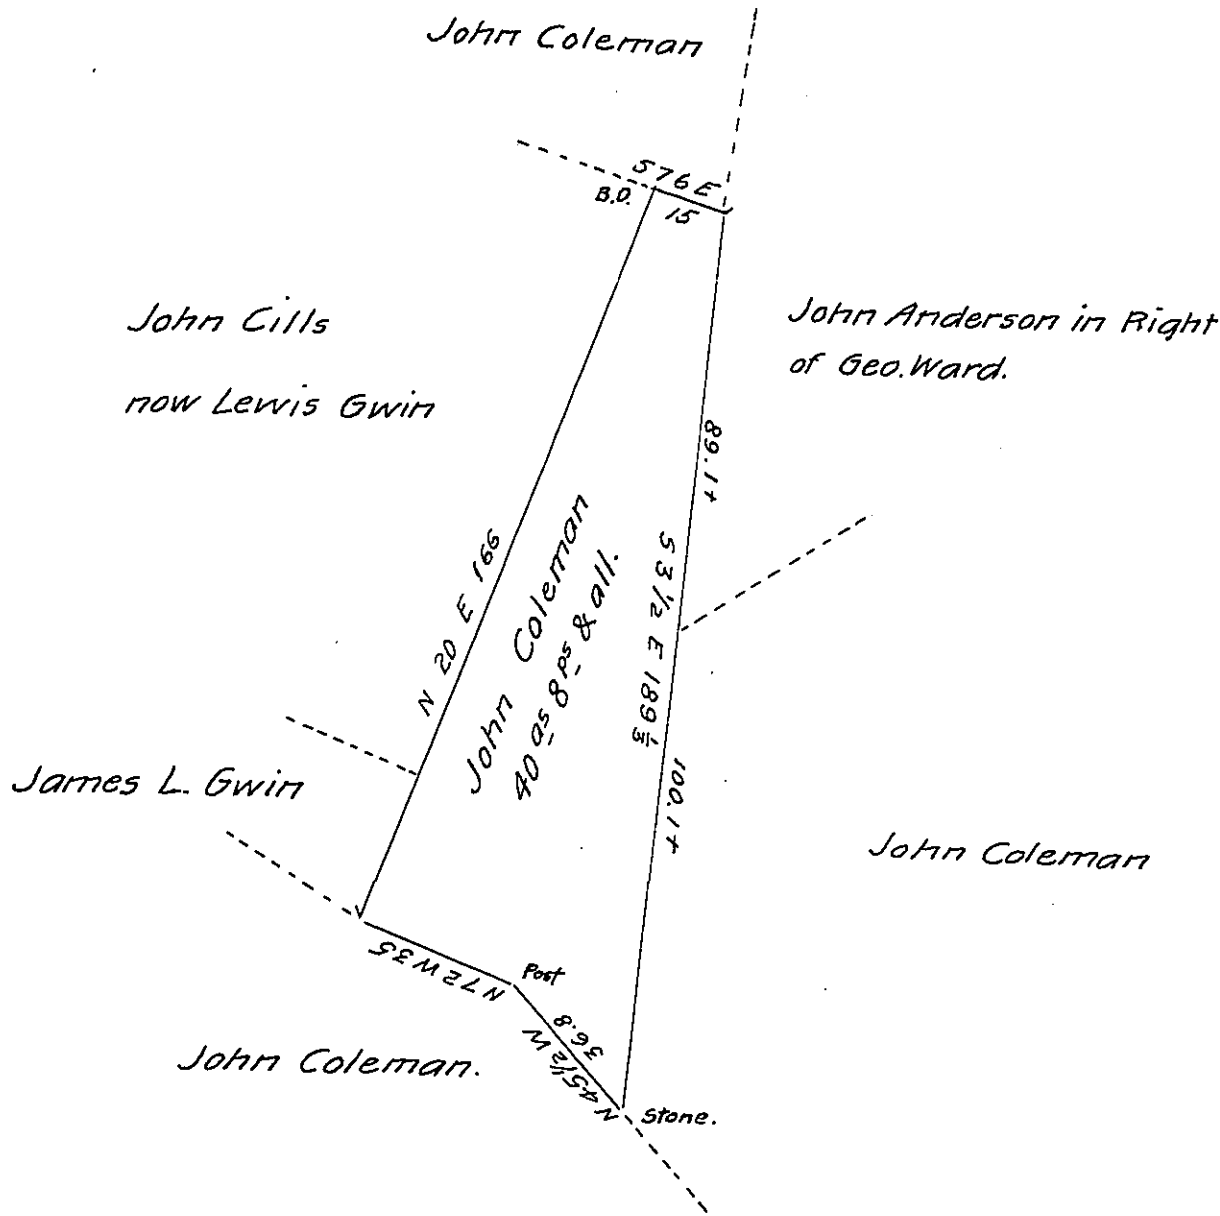 John Coleman
S 76 E
15
B.O.
John Cills
now Lewis Gwin
John Anderson in Right
of Geo. Ward.
89.1+
N 20 E 166
John Coleman
40 as 8 ps & all.
S 3 1/2 E 189 1/3
100.1+
James L. Gwin
John Coleman
N 72 W 35
Post
36.8
N 45 1/2 W
John Coleman.
Stone.